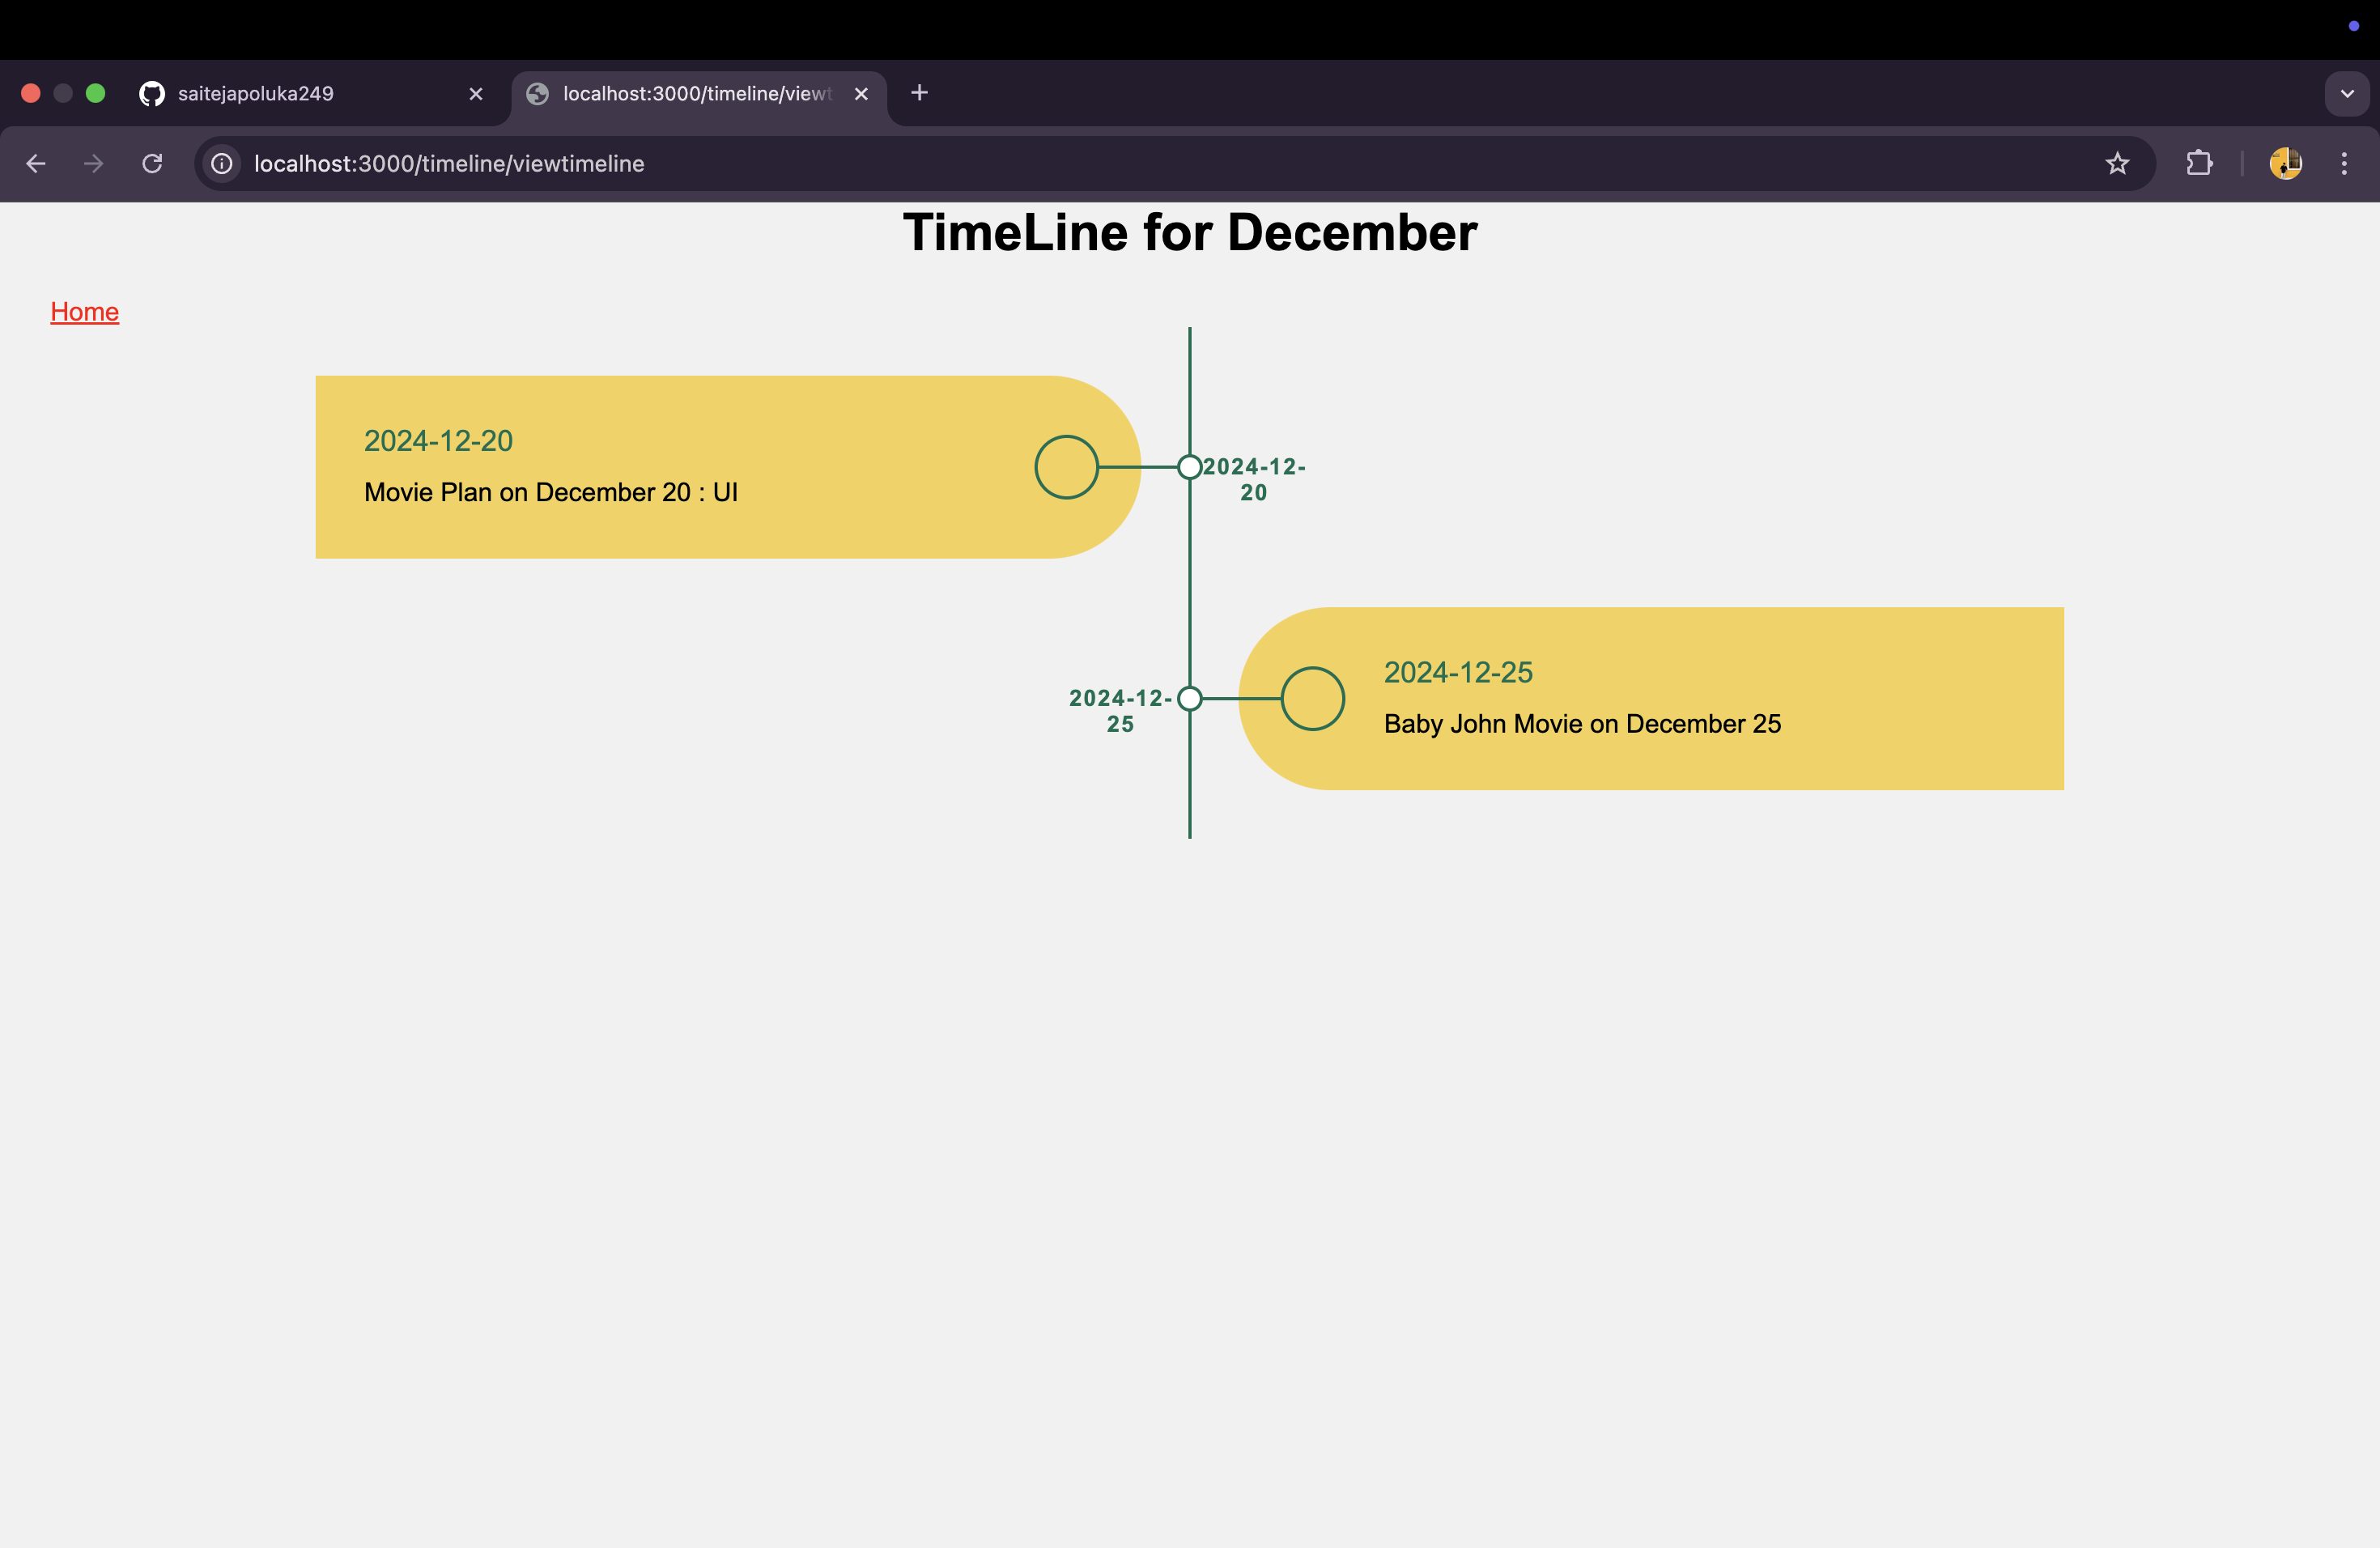 saitejapoluka249
localhost:3000/timeline/viewt
localhost:3000/timeline/viewtimeline
TimeLine for December
Home
2024-12-20
Movie Plan on December 20 : UI
2024-12-
20
2024-12-
25
2024-12-25
Baby John Movie on December 25